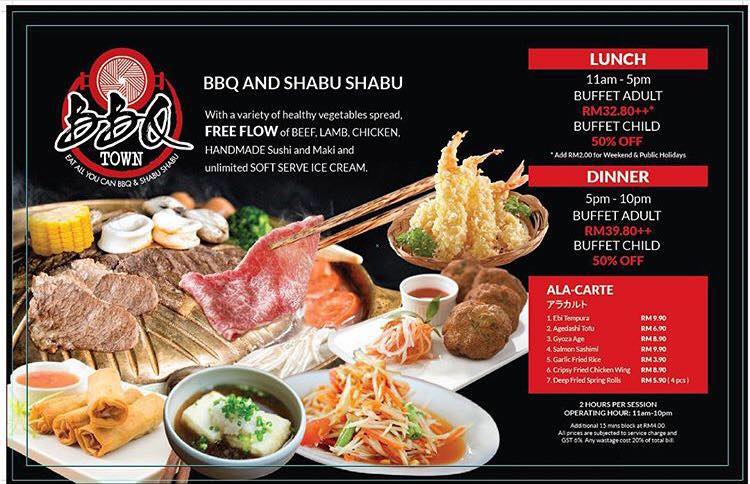 BBQ
TOWN
EAT ALL YOU CAN BBQ & SHABU SHABU
BBQ AND SHABU SHABU
With a variety of healthy vegetables spread,
FREE FLOW of BEEF, LAMB, CHICKEN,
HANDMADE Sushi and Maki and
unlimited SOFT SERVE ICE CREAM.
LUNCH
11am - 5pm
BUFFET ADULT
RM32.80++*
BUFFET CHILD
50% OFF
* Add RM2.00 for Weekend & Public Holidays
DINNER
5pm - 10pm
BUFFET ADULT
RM39.80++
BUFFET CHILD
50% OFF
ALA-CARTE
アラカルト
1. Ebi Tempura RM 9.90
2. Agedashi Tofu RM 6.90
3. Gyoza Age RM 8.90
4. Salmon Sashimi RM 9.90
5. Garlic Fried Rice RM 3.90
6. Cripsy Fried Chicken Wing RM 8.90
7. Deep Fried Spring Rolls RM 5.90 ( 4 pcs )
2 HOURS PER SESSION
OPERATING HOUR: 11am-10pm
Additional 15 mins block at RM4.00
All prices are subjected to service charge and
GST 6%. Any wastage cost 20% of total bill